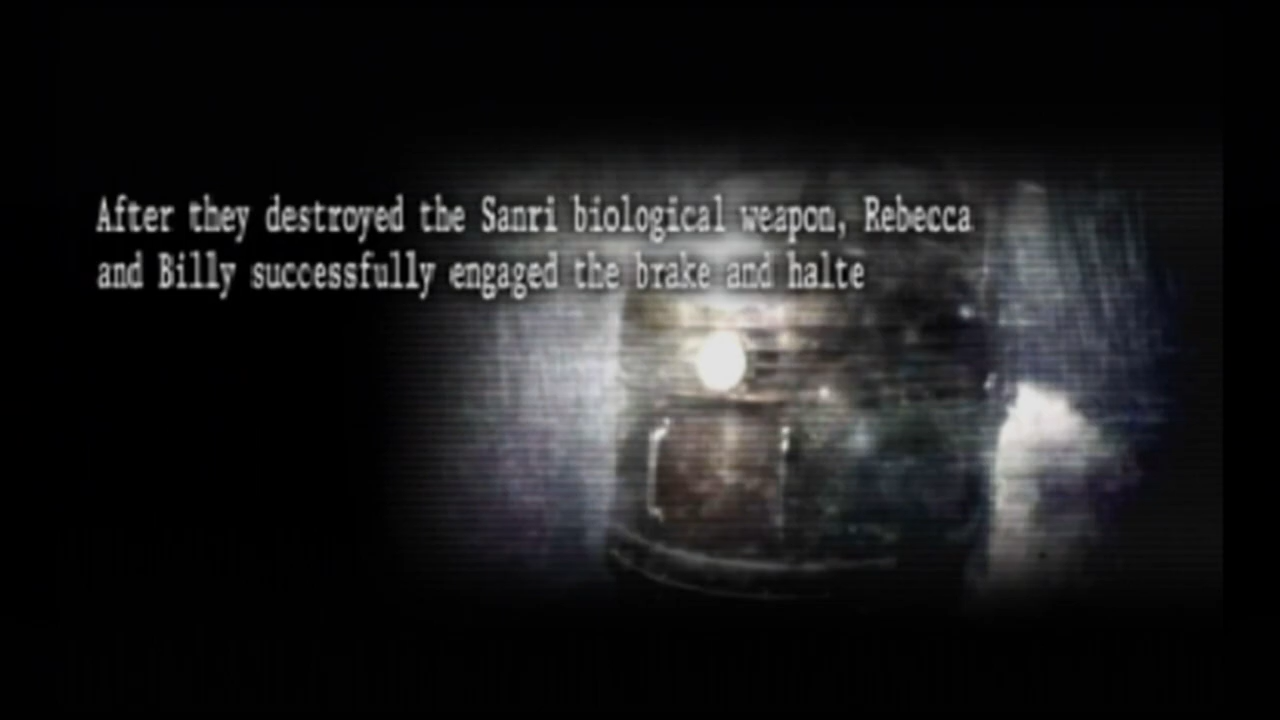 After they destroyed the Sanri biological weapon, Rebecca
and Billy successfully engaged the brake and halte